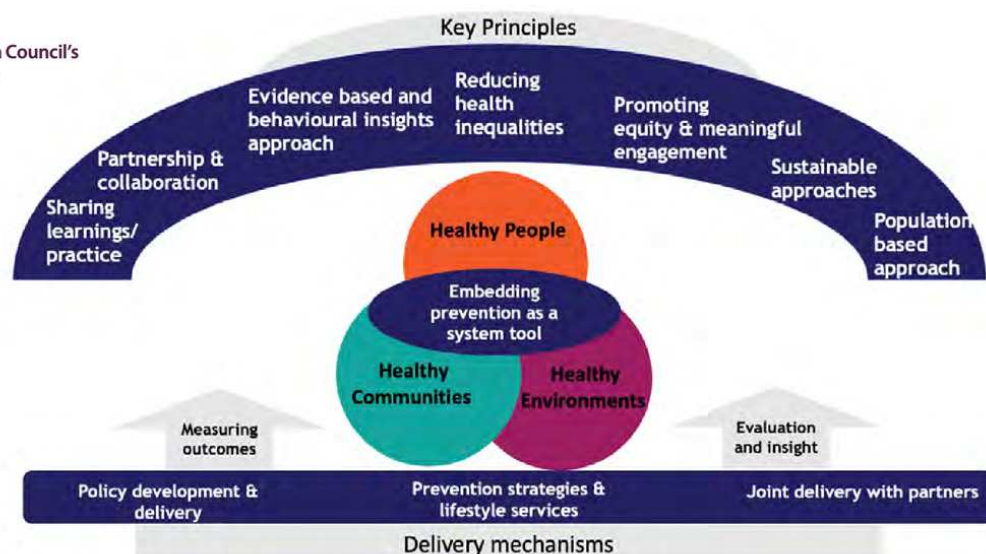 Council's
Key Principles
Sharing
learnings/
practice
Partnership &
collaboration
Evidence based and
behavioural insights
approach
Reducing
health
inequalities
Promoting
equity & meaningful
engagement
Sustainable
approaches
Population
based
approach
Healthy People
Embedding
prevention as a
system tool
Healthy
Communities
Healthy
Environments
Measuring
outcomes
Evaluation
and insight
Policy development &
delivery
Prevention strategies &
lifestyle services
Joint delivery with partners
Delivery mechanisms